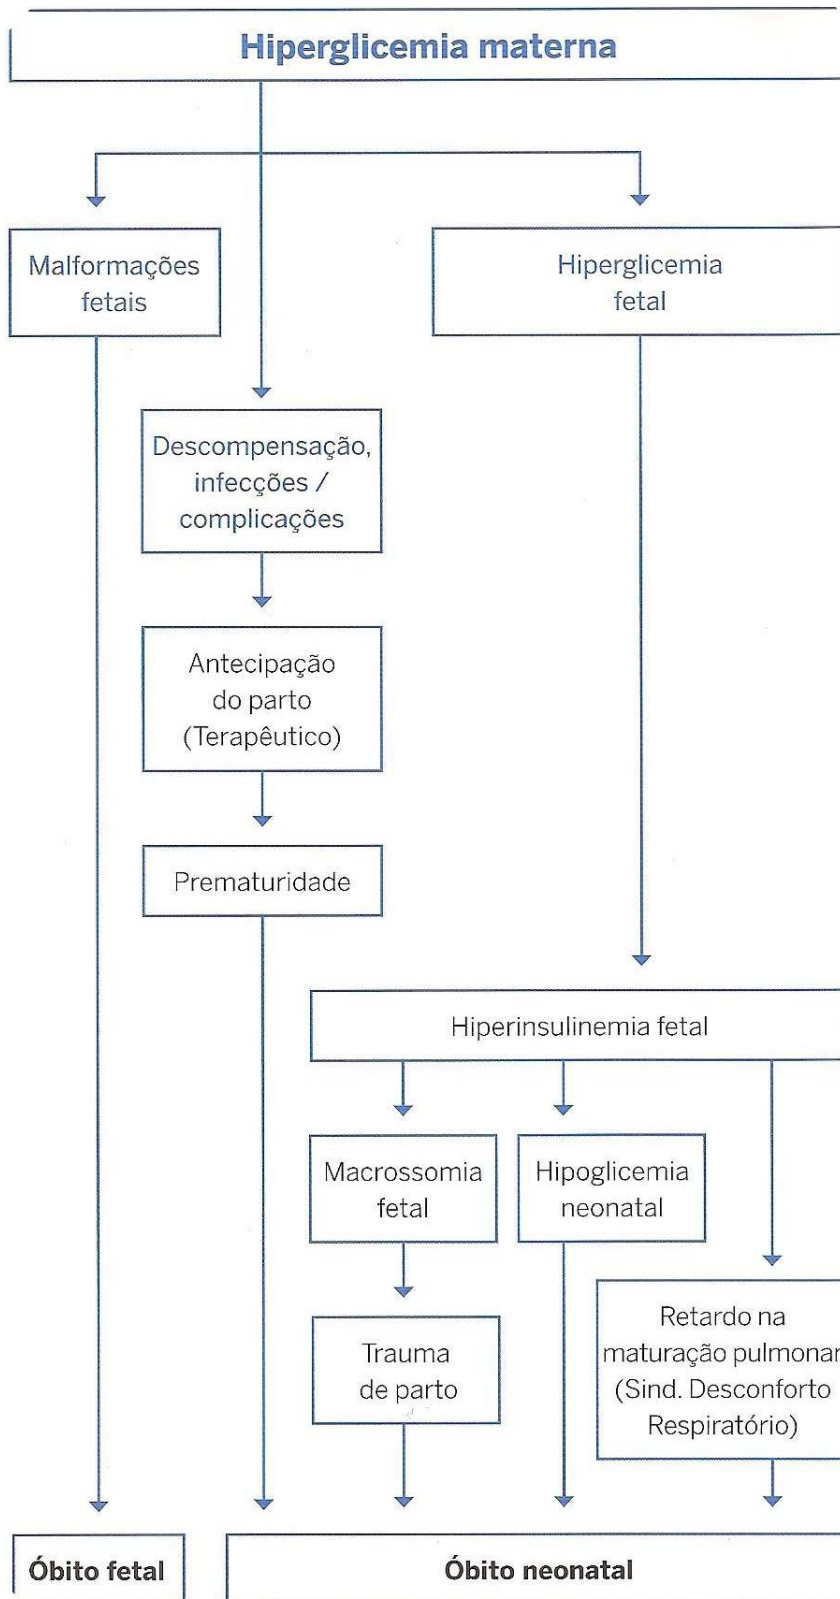 Hiperglicemia materna
Malformações
fetais
Hiperglicemia
fetal
Descompensação,
infecções /
complicações
Antecipação
do parto
(Terapêutico)
Prematuridade
Hiperinsulinemia fetal
Macrossomia
fetal
Hipoglicemia
neonatal
Trauma
de parto
Retardo na
maturação pulmonar
(Sind. Desconforto
Respiratório)
Óbito fetal
Óbito neonatal